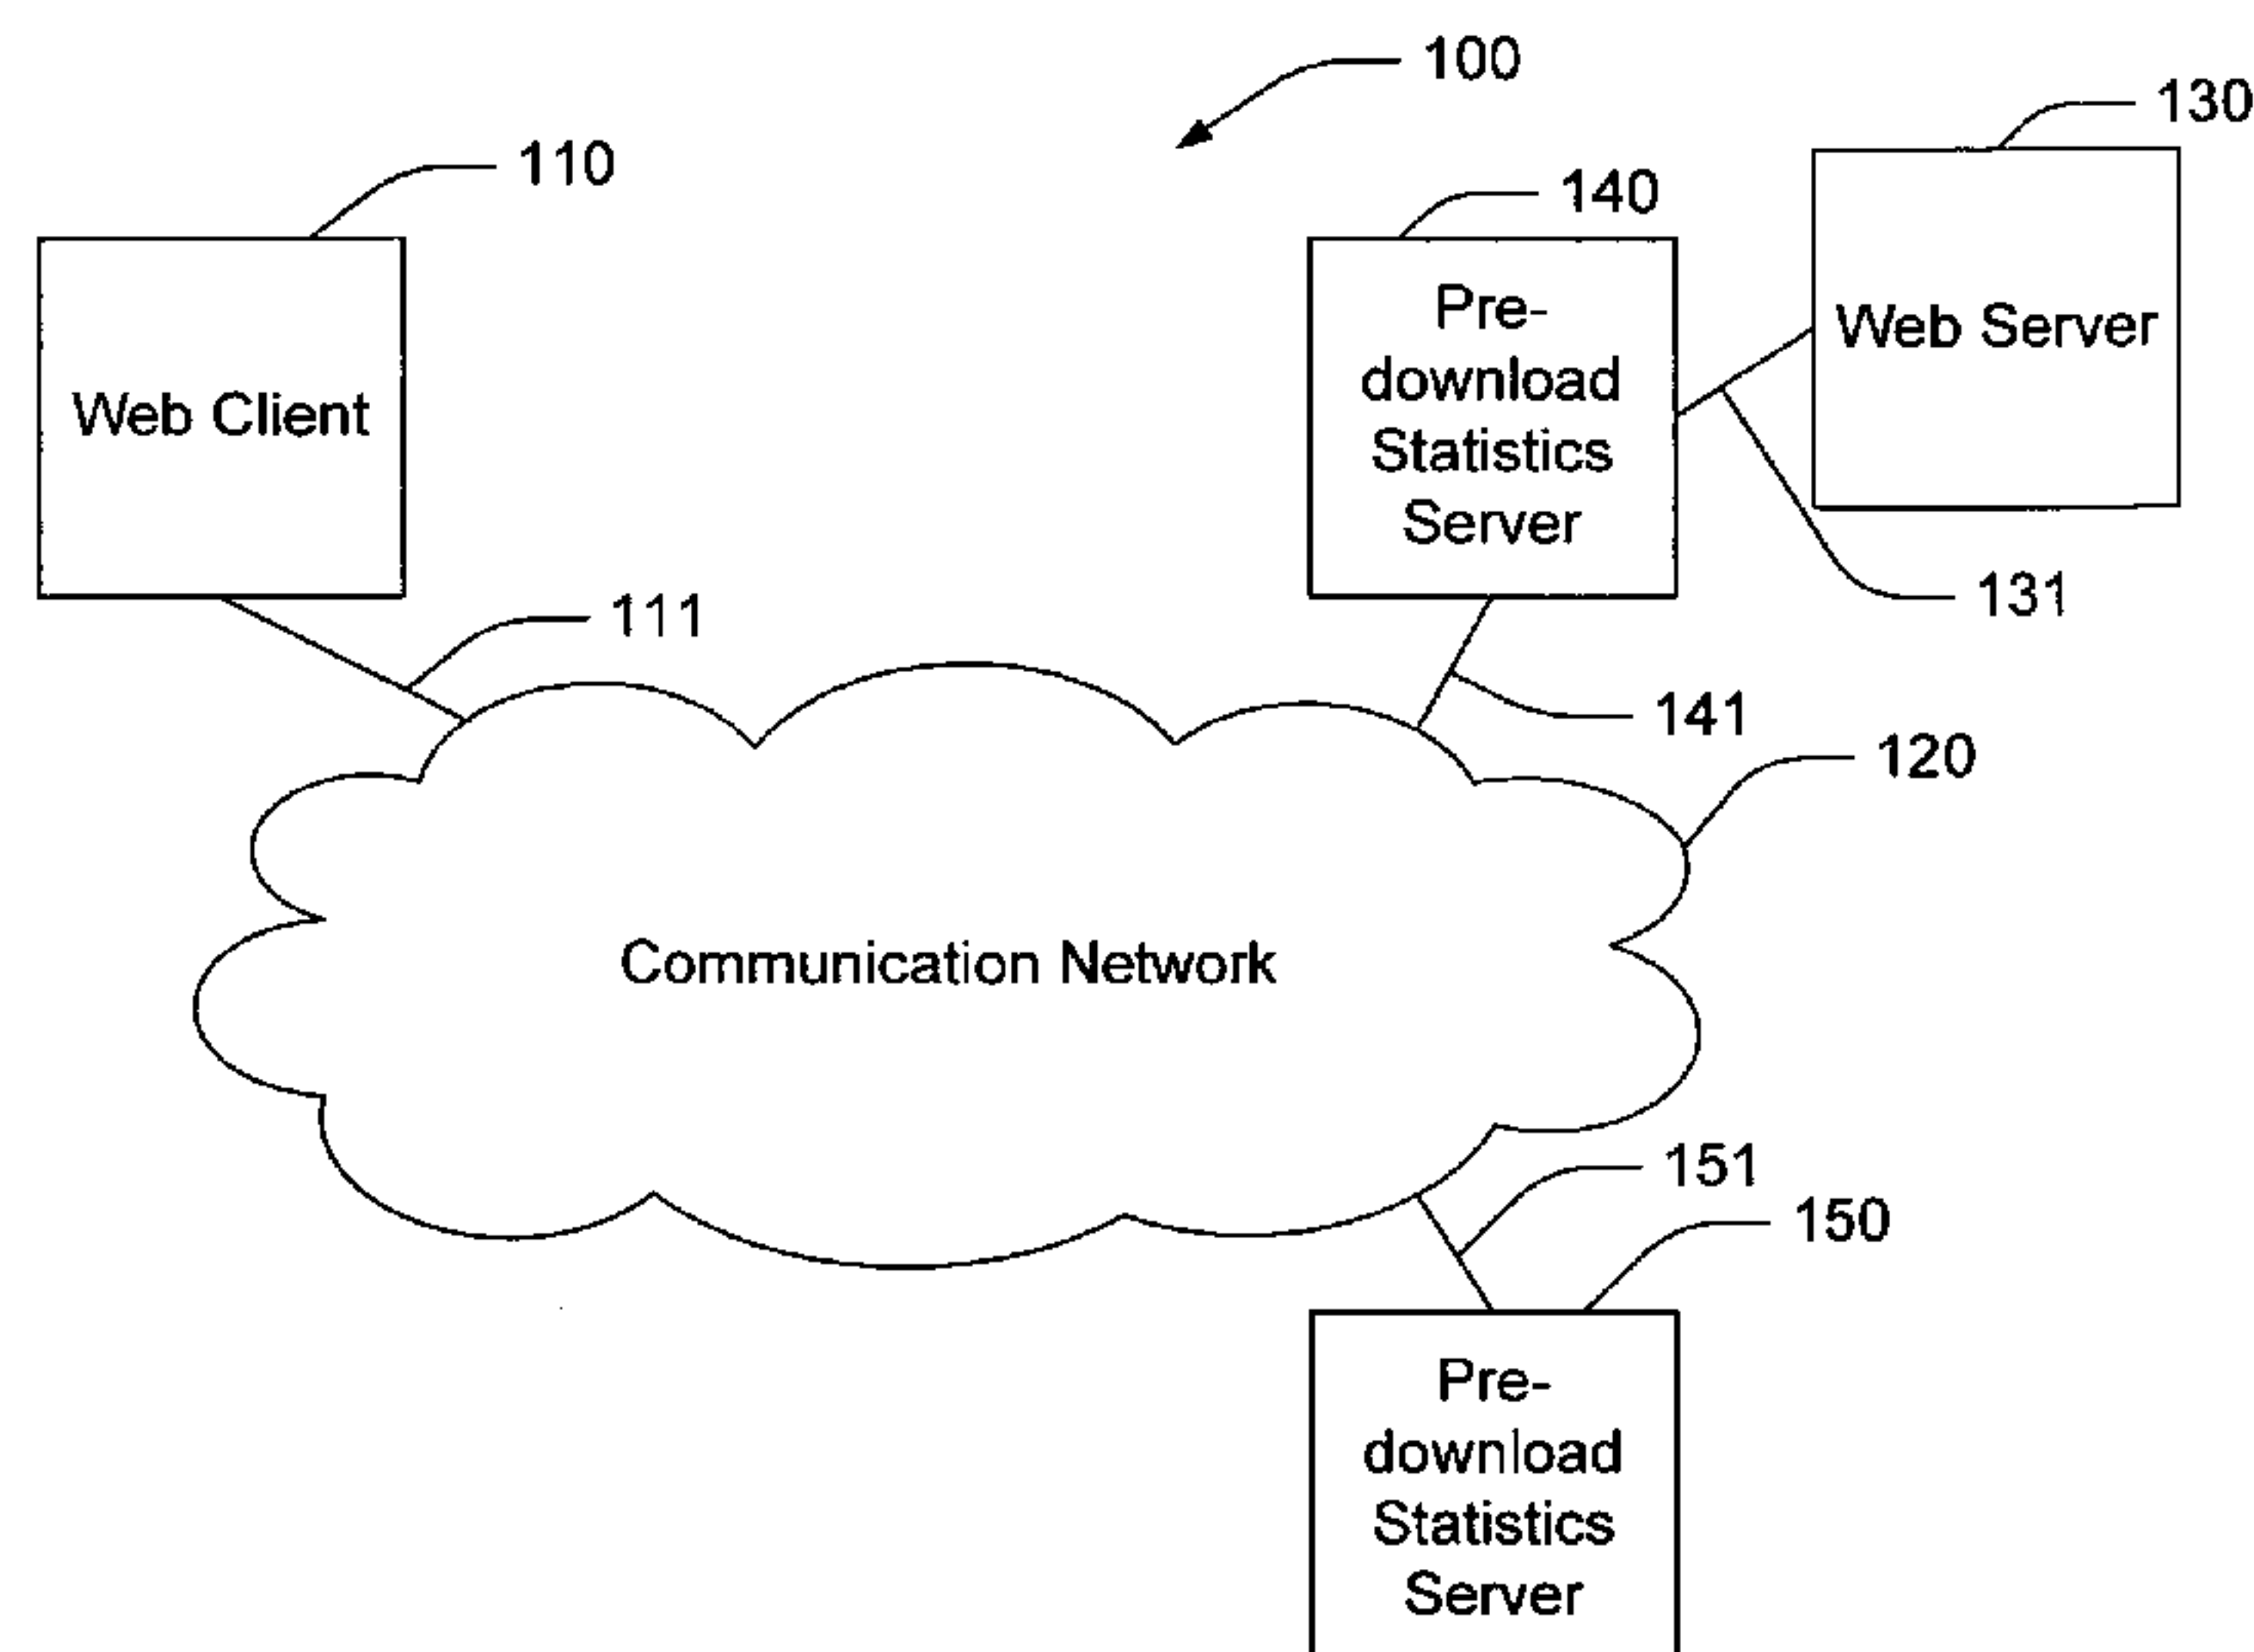 100
130
110
140
Web Client
Pre-
download
Statistics
Server
Web Server
131
111
141
120
Communication Network
151
150
Pre-
download
Statistics
Server